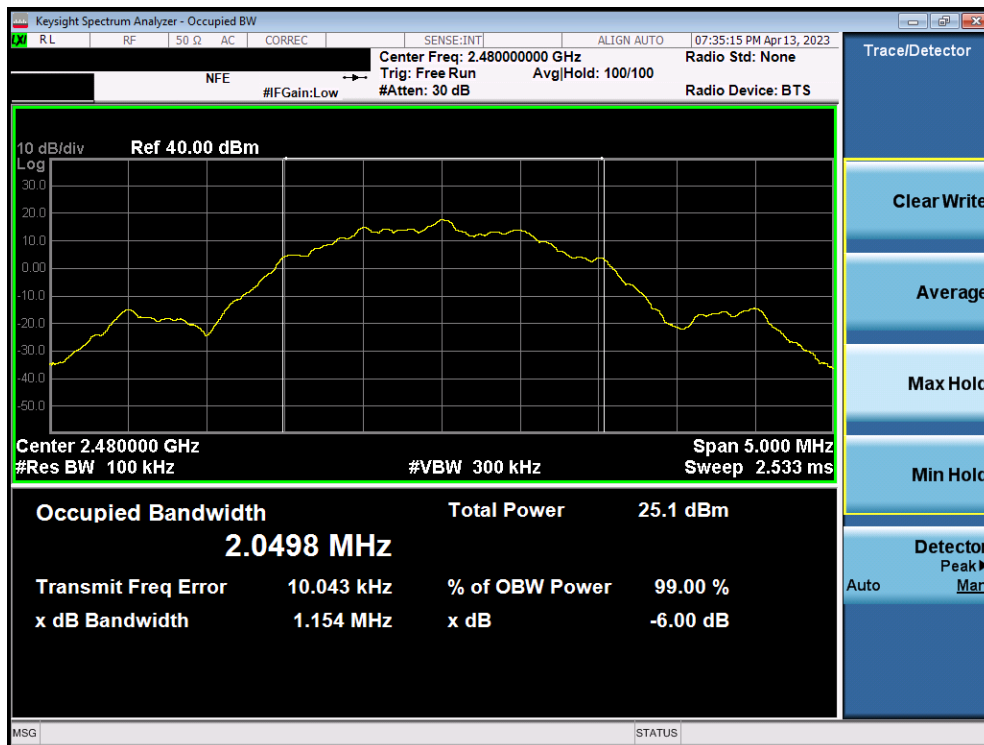 Keysight Spectrum Analyzer - Occupied BW
LXI RL RF 50 Ω AC CORREC SENSE:INT ALIGN AUTO 07:35:15 PM Apr 13, 2023
Center Freq: 2.480000000 GHz Radio Std: None
NFE Trig: Free Run Avg|Hold: 100/100
#IFGain:Low #Atten: 30 dB Radio Device: BTS
10 dB/div Ref 40.00 dBm
Log
30.0
20.0
10.0
0.00
-10.0
-20.0
-30.0
-40.0
-50.0
Center 2.480000 GHz Span 5.000 MHz
#Res BW 100 kHz #VBW 300 kHz Sweep 2.533 ms
Occupied Bandwidth Total Power 25.1 dBm
2.0498 MHz
Transmit Freq Error 10.043 kHz % of OBW Power 99.00 %
x dB Bandwidth 1.154 MHz x dB -6.00 dB
MSG STATUS
Trace/Detector
Clear Write
Average
Max Hold
Min Hold
Detector
Peak
Auto Man